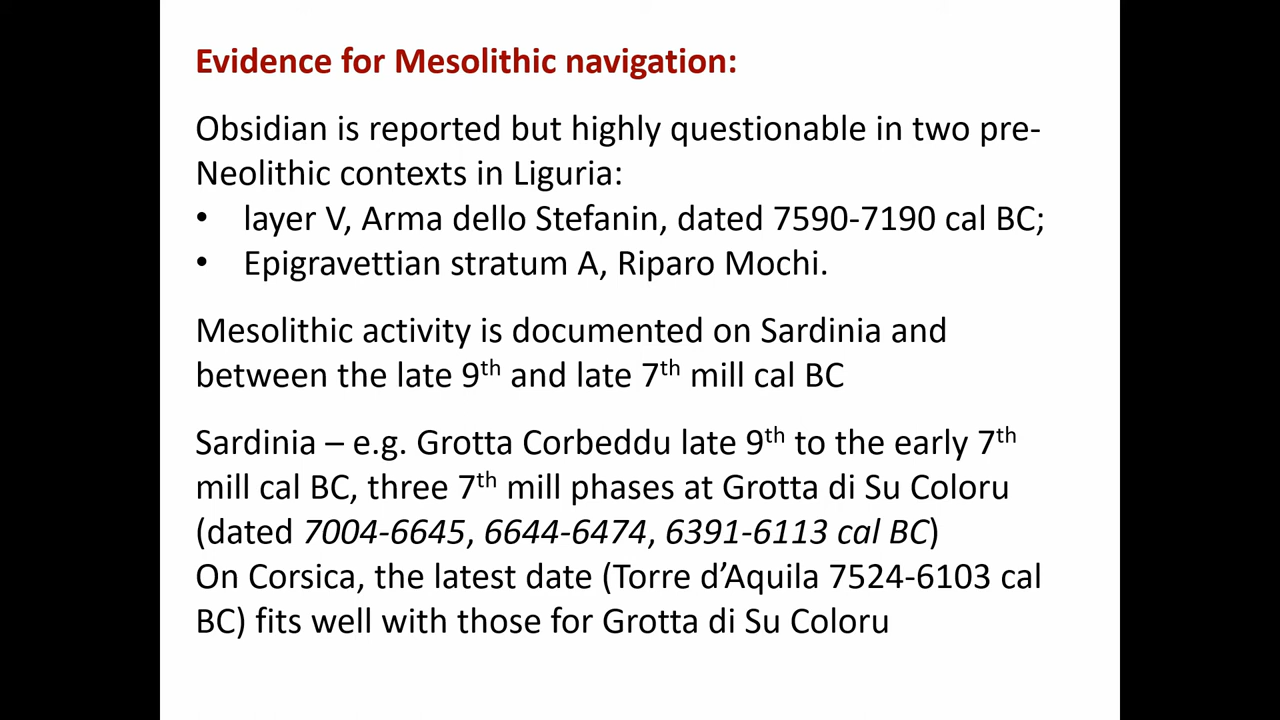 Evidence for Mesolithic navigation:
Obsidian is reported but highly questionable in two pre-
Neolithic contexts in Liguria:
• layer V, Arma dello Stefanin, dated 7590-7190 cal BC;
• Epigravettian stratum A, Riparo Mochi.
Mesolithic activity is documented on Sardinia and
between the late 9th and late 7th mill cal BC
Sardinia – e.g. Grotta Corbeddu late 9th to the early 7th
mill cal BC, three 7th mill phases at Grotta di Su Coloru
(dated 7004-6645, 6644-6474, 6391-6113 cal BC)
On Corsica, the latest date (Torre d’Aquila 7524-6103 cal
BC) fits well with those for Grotta di Su Coloru